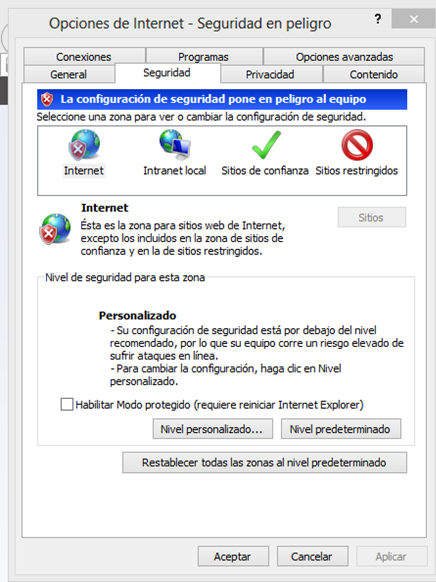 Opciones de Internet - Seguridad en peligro
?
Conexiones Programas Opciones avanzadas
General Seguridad Privacidad Contenido
La configuración de seguridad pone en peligro al equipo
Seleccione una zona para ver o cambiar la configuración de seguridad.
Internet Intranet local Sitios de confianza Sitios restringidos
Internet
Sitios
Ésta es la zona para sitios web de Internet,
excepto los incluidos en la zona de sitios de
confianza y en la de sitios restringidos.
Nivel de seguridad para esta zona
Personalizado
- Su configuración de seguridad está por debajo del nivel
recomendado, por lo que su equipo corre un riesgo elevado de
sufrir ataques en línea.
- Para cambiar la configuración, haga clic en Nivel
personalizado.
Habilitar Modo protegido (requiere reiniciar Internet Explorer)
Nivel personalizado... Nivel predeterminado
Restablecer todas las zonas al nivel predeterminado
Aceptar Cancelar Aplicar